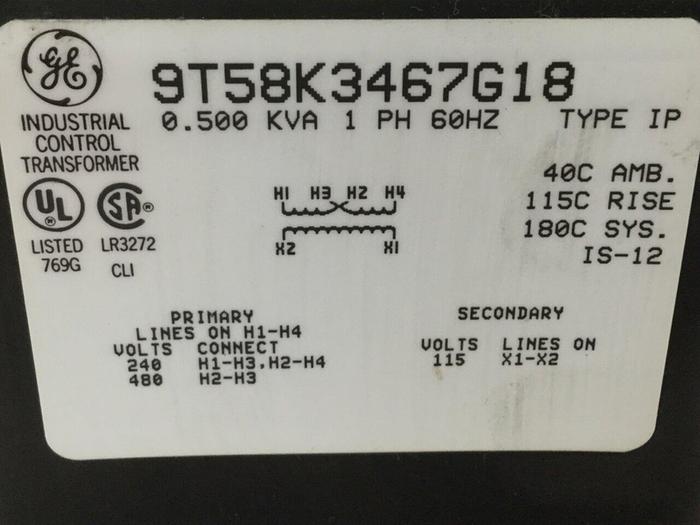 GE
9T58K3467G18
INDUSTRIAL CONTROL TRANSFORMER
0.500 KVA 1 PH 60HZ TYPE IP
40C AMB.
115C RISE
180C SYS.
IS-12
UL ®
LISTED
769G
SA ®
LR3272
CLI
H1 H3 H2 H4
X2 X1
PRIMARY
LINES ON H1-H4
VOLTS CONNECT
240 H1-H3,H2-H4
480 H2-H3
SECONDARY
VOLTS LINES ON
115 X1-X2